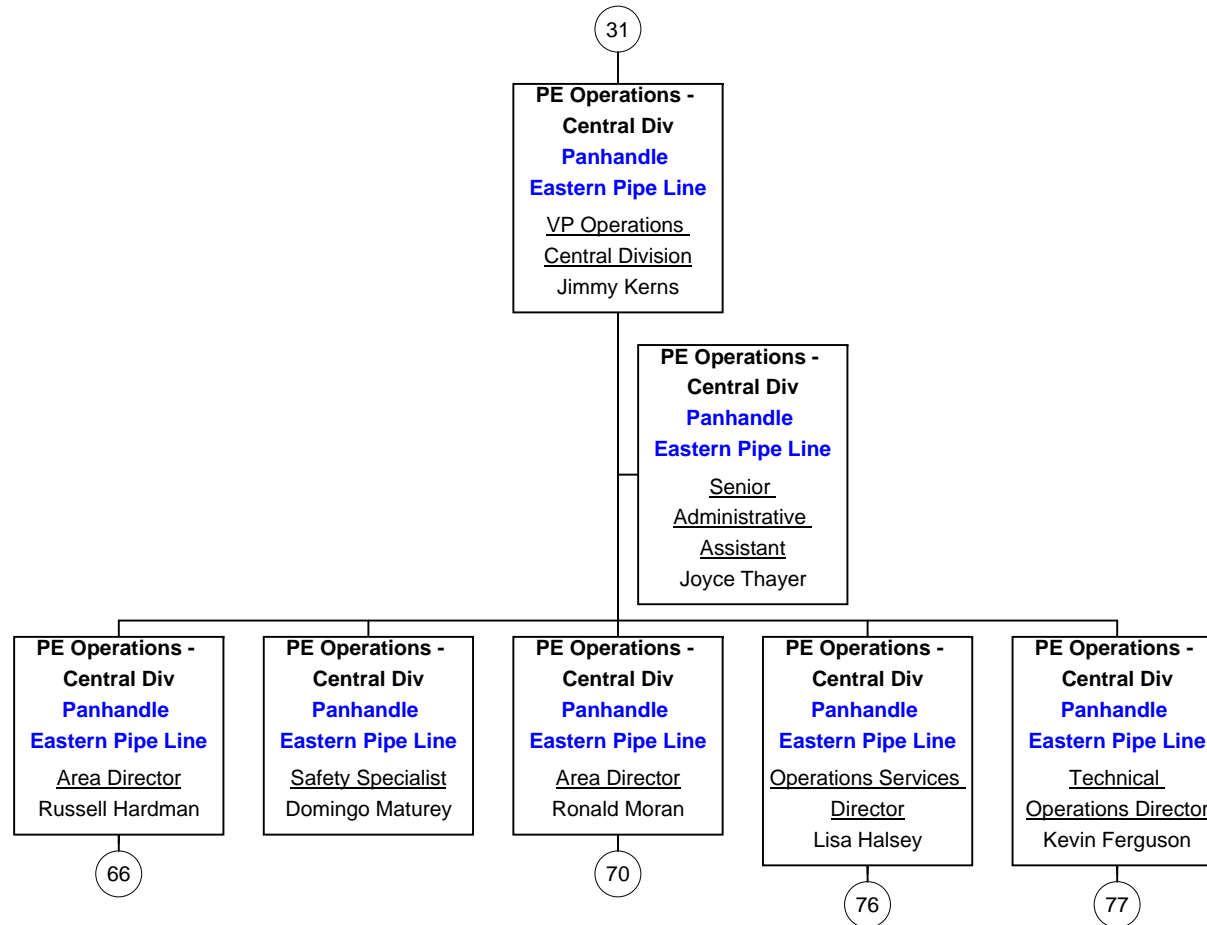 31
PE Operations -
Central Div
Panhandle
Eastern Pipe Line
VP Operations
Central Division
Jimmy Kerns
PE Operations -
Central Div
Panhandle
Eastern Pipe Line
Senior
Administrative
Assistant
Joyce Thayer
PE Operations -
Central Div
Panhandle
Eastern Pipe Line
Area Director
Russell Hardman
66
PE Operations -
Central Div
Panhandle
Eastern Pipe Line
Safety Specialist
Domingo Maturey
PE Operations -
Central Div
Panhandle
Eastern Pipe Line
Area Director
Ronald Moran
70
PE Operations -
Central Div
Panhandle
Eastern Pipe Line
Operations Services
Director
Lisa Halsey
76
PE Operations -
Central Div
Panhandle
Eastern Pipe Line
Technical
Operations Director
Kevin Ferguson
77